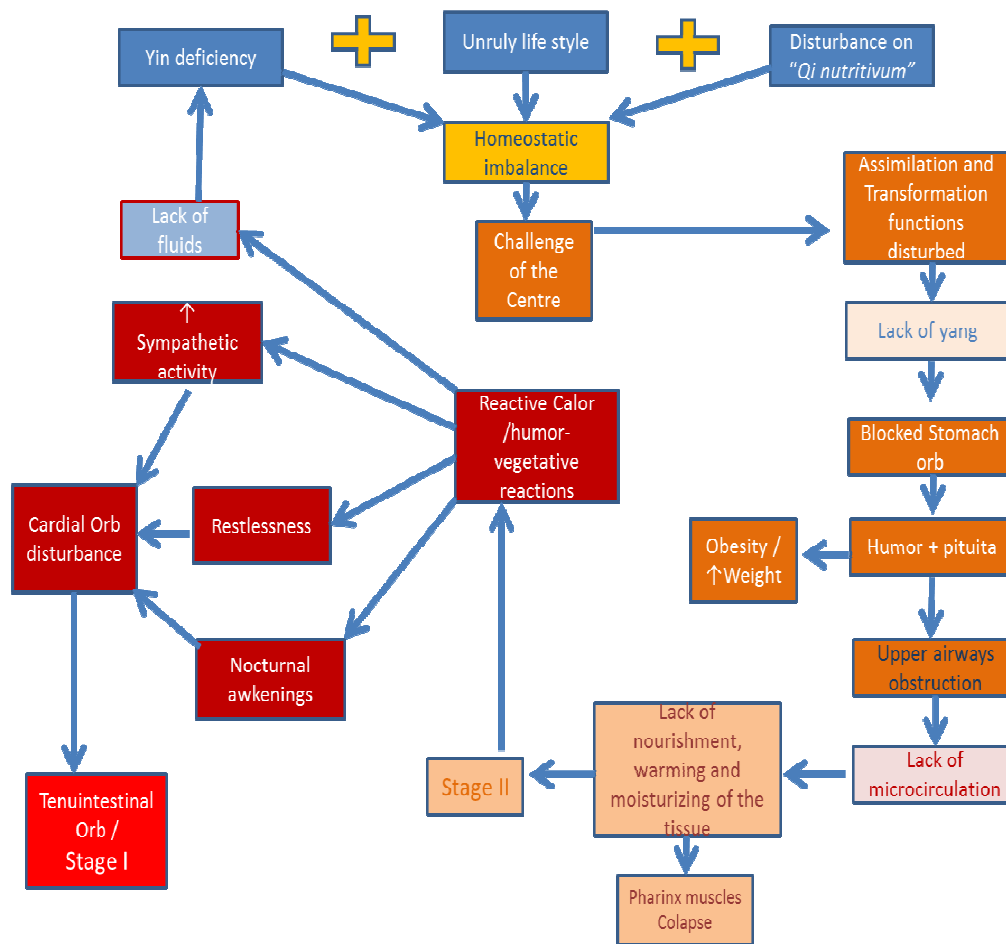 Yin deficiency
Unruly life style
Disturbance on
"Qi nutritivum"
Homeostatic
imbalance
Assimilation and
Transformation
functions
disturbed
Lack of
fluids
Challenge
of the
Centre
↑
Sympathetic
activity
Lack of yang
Reactive Calor
/humor-
vegetative
reactions
Blocked Stomach
orb
Cardial Orb
disturbance
Restlessness
Obesity /
↑Weight
Humor + pituita
Nocturnal
awkenings
Upper airways
obstruction
Lack of
nourishment,
warming and
moisturizing of the
tissue
Stage II
Lack of
microcirculation
Tenuintestinal
Orb /
Stage I
Pharinx muscles
Colapse